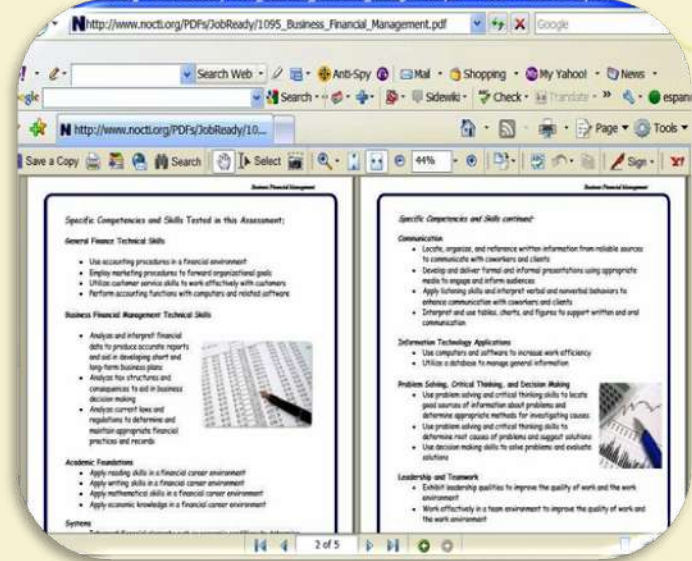 http://www.nocti.org/PDFs/JobReady/1095_Business_Financial_Management.pdf
Google
Search Web
Anti-Spy
Mail
Shopping
My Yahoo!
News
Search
Sidewiki
Check
Translate
espan
http://www.nocti.org/PDFs/JobReady/10...
Page
Tools
Save a Copy
Search
Select
44%
Sign
Business Financial Management
Specific Competencies and Skills Tested in this Assessment:
General Finance Technical Skills
• Use accounting procedures in a financial environment
• Employ marketing procedures to forward organizational goals
• Utilize customer service skills to work effectively with customers
• Perform accounting functions with computers and related software
Business Financial Management Technical Skills
• Analyze and interpret financial
data to produce accurate reports
and aid in developing short and
long-term business plans
• Analyze tax structures and
consequences to aid in business
decision making
• Analyze current laws and
regulations to determine and
maintain appropriate financial
practices and records
Academic Foundations
• Apply reading skills in a financial career environment
• Apply writing skills in a financial career environment
• Apply mathematical skills in a financial career environment
• Apply economic knowledge in a financial career environment
Systems
Business Financial Management
Specific Competencies and Skills continued:
Communication
• Locate, organize, and reference written information from reliable sources
to communicate with coworkers and clients
• Develop and deliver formal and informal presentations using appropriate
media to engage and inform audiences
• Apply listening skills and interpret verbal and nonverbal behaviors to
enhance communication with coworkers and clients
• Interpret and use tables, charts, and figures to support written and oral
communication
Information Technology Applications
• Use computers and software to increase work efficiency
• Utilize a database to manage general information
Problem Solving, Critical Thinking, and Decision Making
• Use problem solving and critical thinking skills to locate
good sources of information about problems and
determine appropriate methods for investigating causes
• Use problem solving and critical thinking skills to
determine root causes of problems and suggest solutions
• Use decision making skills to solve problems and evaluate
solutions
Leadership and Teamwork
• Exhibit leadership qualities to improve the quality of work and the work
environment
• Work effectively in a team environment to improve the quality of work and
the work environment
2 of 5